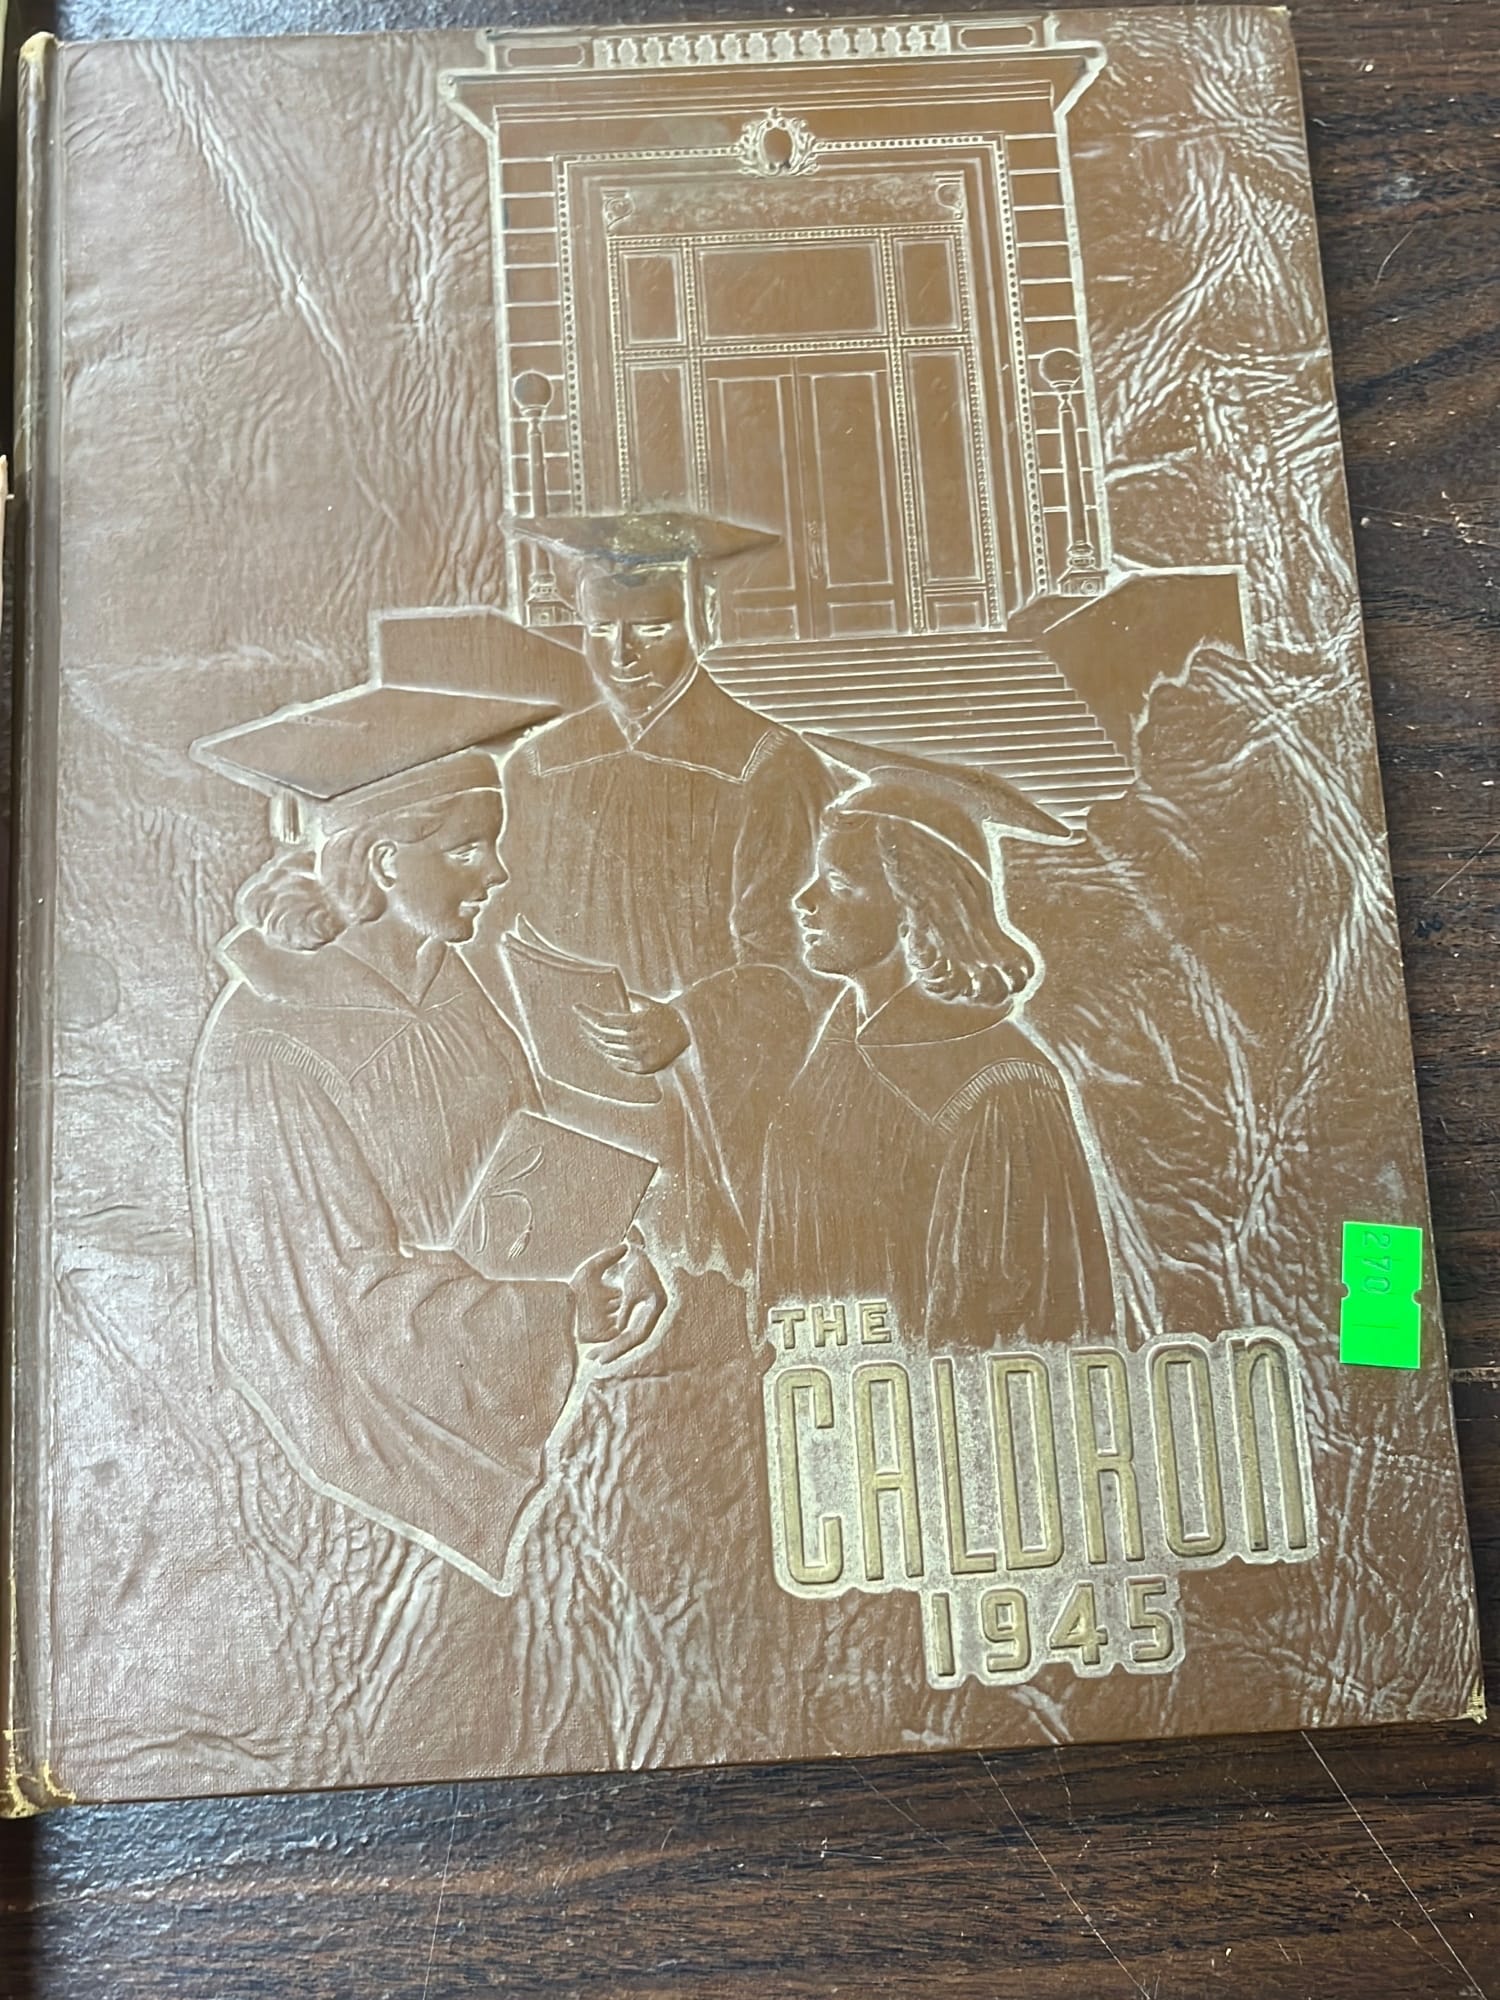 THE
CALDRON
1945
270